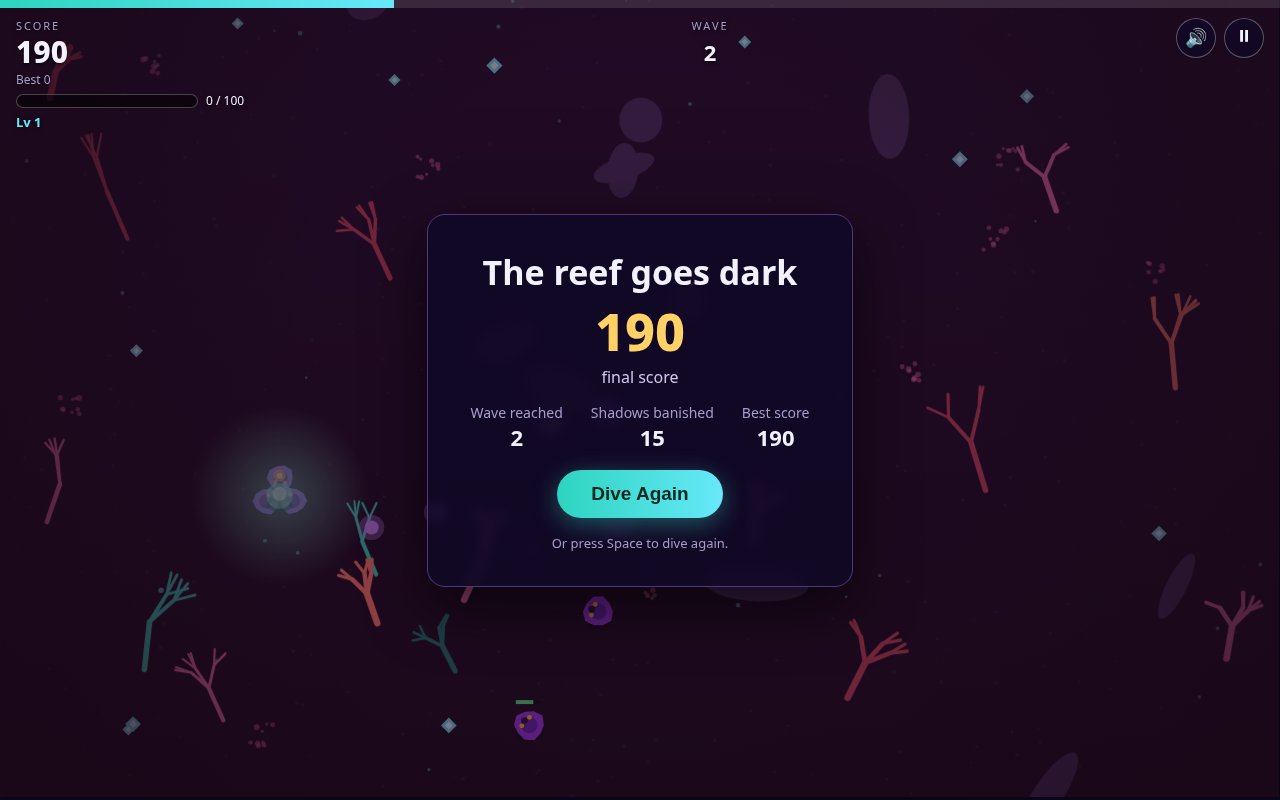 SCORE
190
Best 0
0 / 100
Lv 1
WAVE
2
The reef goes dark
190
final score
Wave reached
2
Shadows banished
15
Best score
190
Dive Again
Or press Space to dive again.